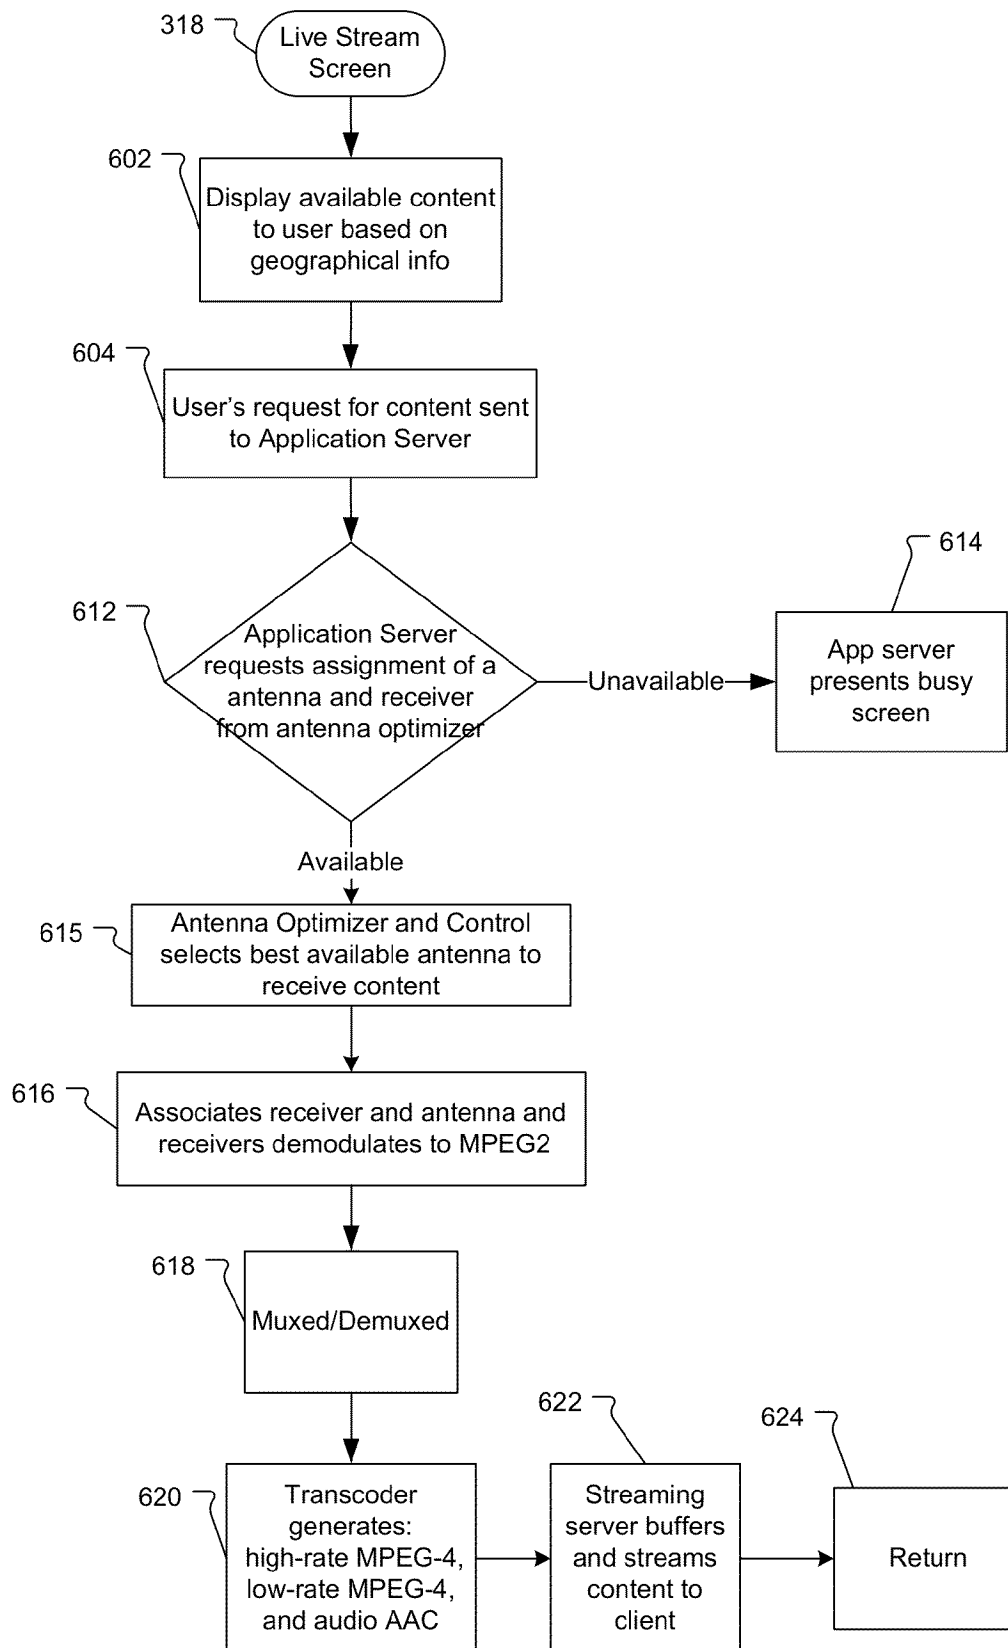 318
Live Stream
Screen
602
Display available content
to user based on
geographical info
604
User's request for content sent
to Application Server
612
Application Server
requests assignment of a
antenna and receiver
from antenna optimizer
Unavailable
614
App server
presents busy
screen
Available
615
Antenna Optimizer and Control
selects best available antenna to
receive content
616
Associates receiver and antenna and
receivers demodulates to MPEG2
618
Muxed/Demuxed
620
Transcoder
generates:
high-rate MPEG-4,
low-rate MPEG-4,
and audio AAC
622
Streaming
server buffers
and streams
content to
client
624
Return